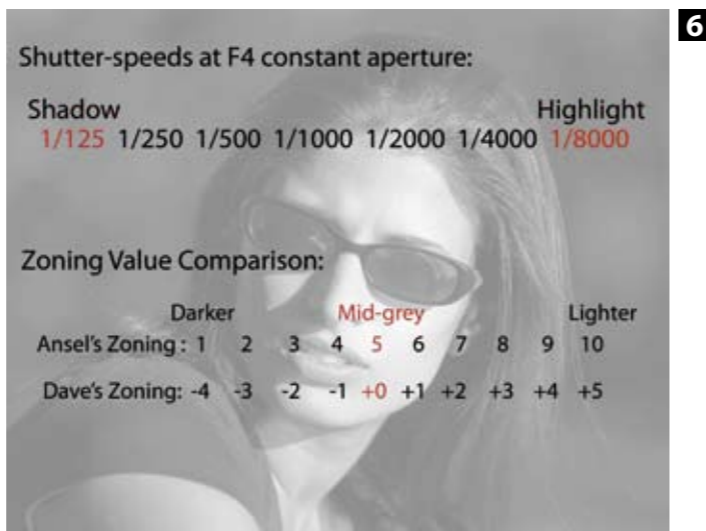 6
Shutter-speeds at F4 constant aperture:
Shadow Highlight
1/125 1/250 1/500 1/1000 1/2000 1/4000 1/8000
Zoning Value Comparison:
Darker Mid-grey Lighter
Ansel's Zoning : 1 2 3 4 5 6 7 8 9 10
Dave's Zoning: -4 -3 -2 -1 +0 +1 +2 +3 +4 +5